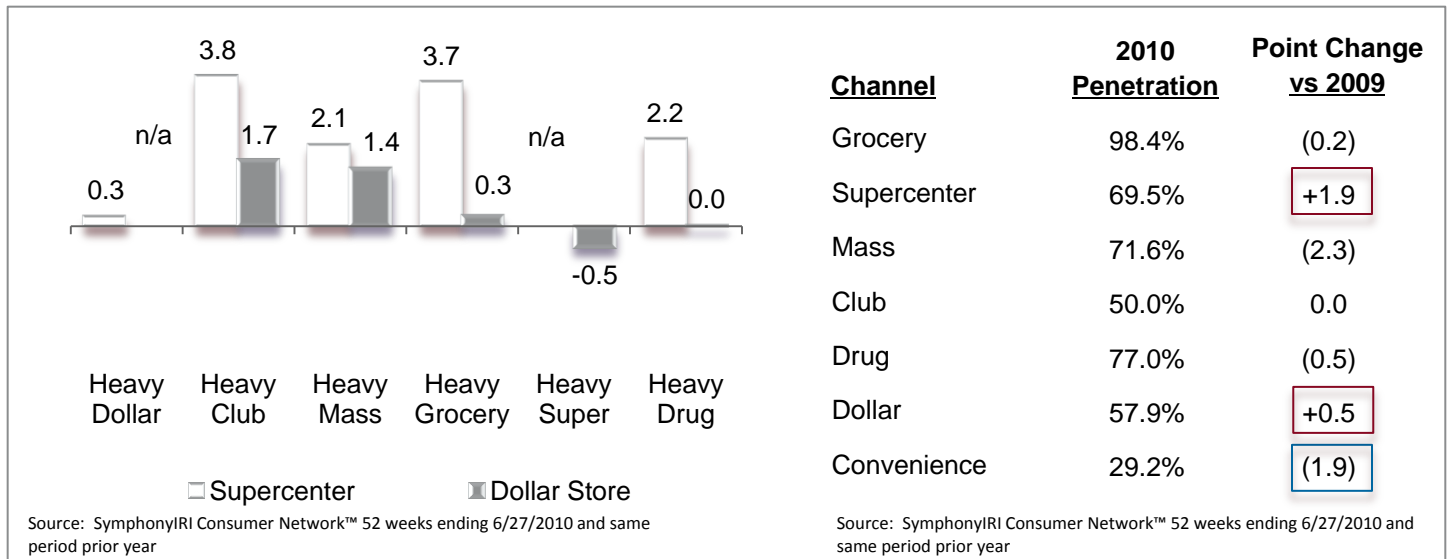 3.8
3.7
n/a
2.1
n/a
2.2
1.7
1.4
0.3
0.3
0.0
-0.5
Heavy Dollar
Heavy Club
Heavy Mass
Heavy Grocery
Heavy Super
Heavy Drug
Supercenter
Dollar Store
Source: SymphonyIRI Consumer Network™ 52 weeks ending 6/27/2010 and same
period prior year
Channel 2010 Penetration Point Change vs 2009
Grocery 98.4% (0.2)
Supercenter 69.5% +1.9
Mass 71.6% (2.3)
Club 50.0% 0.0
Drug 77.0% (0.5)
Dollar 57.9% +0.5
Convenience 29.2% (1.9)
Source: SymphonyIRI Consumer Network™ 52 weeks ending 6/27/2010 and
same period prior year